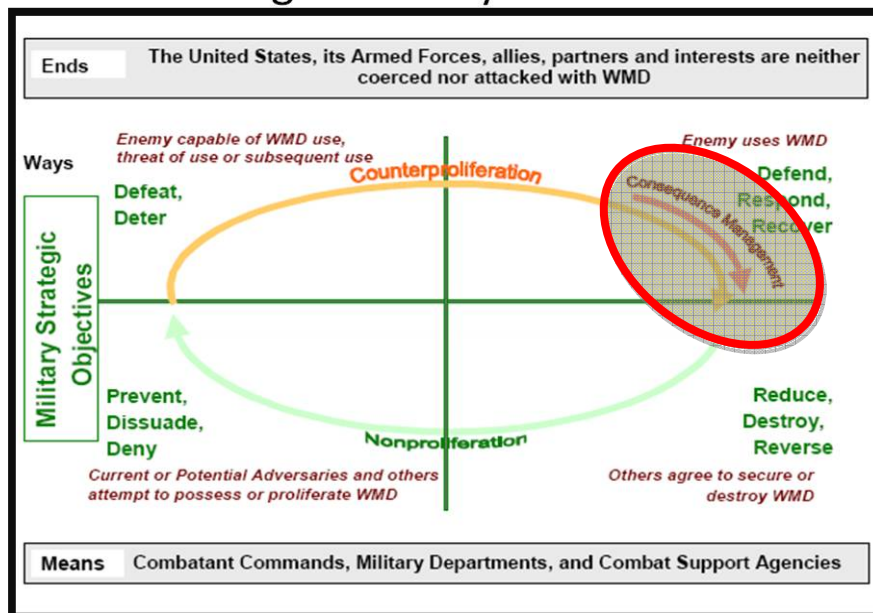 Ends
The United States, its Armed Forces, allies, partners and interests are neither
coerced nor attacked with WMD
Enemy capable of WMD use,
threat of use or subsequent use
Enemy uses WMD
Ways
Counterproliferation
Defeat,
Deter
Consequence Management
Defend,
Respond,
Recover
Military Strategic
Objectives
Prevent,
Dissuade,
Deny
Reduce,
Destroy,
Reverse
Nonproliferation
Current or Potential Adversaries and others
attempt to possess or proliferate WMD
Others agree to secure or
destroy WMD
Means
Combatant Commands, Military Departments, and Combat Support Agencies